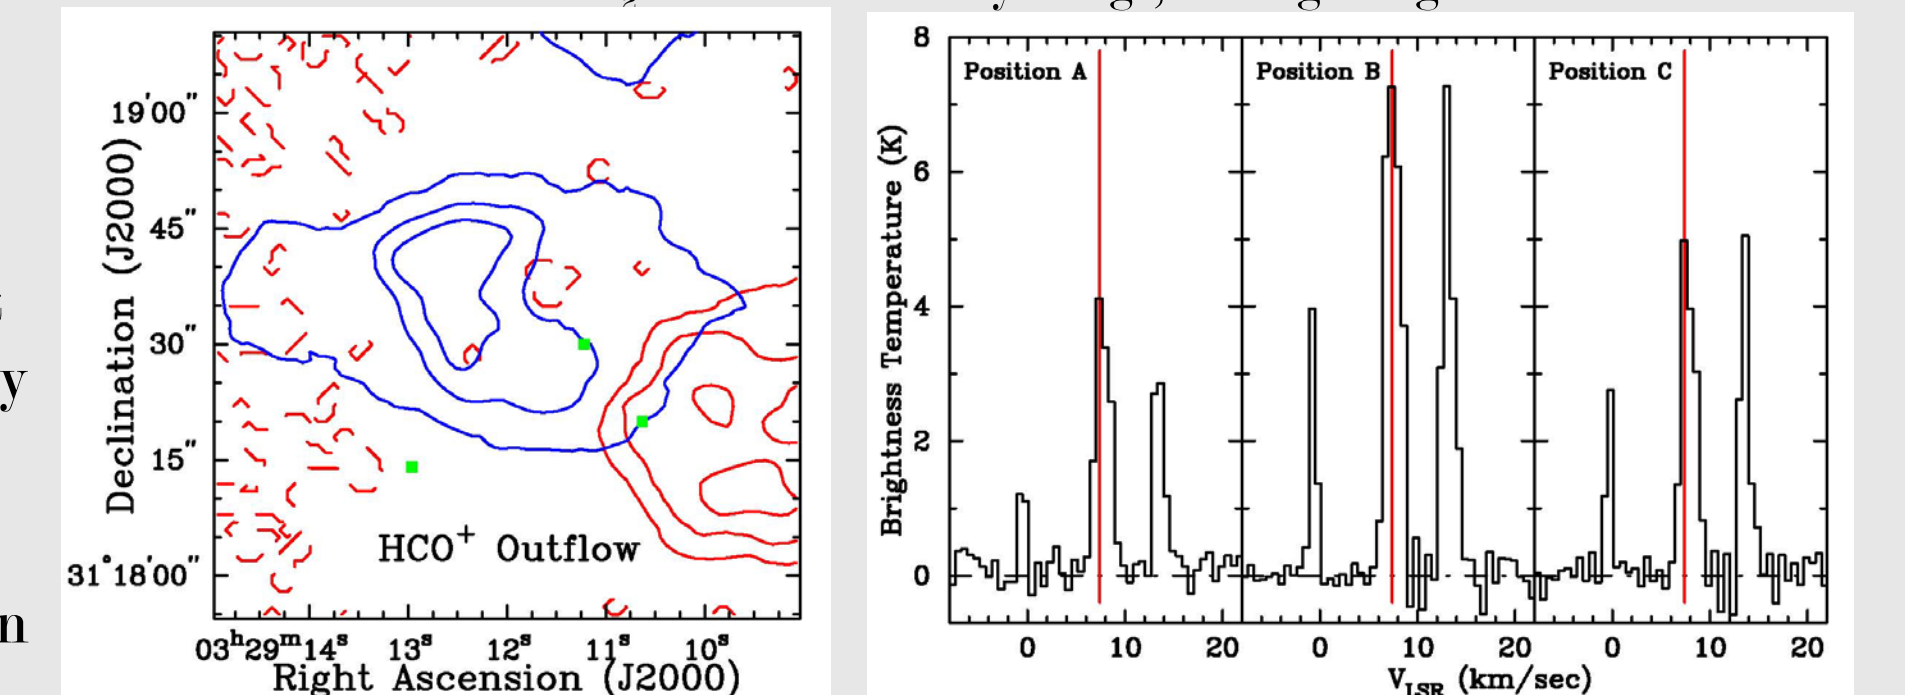 19'00"
45"
30"
15"
31°18'00"
Declination (J2000)
HCO+ Outflow
03h29m14s 13s 12s 11s 10s
Right Ascension (J2000)
8
6
4
2
0
Brightness Temperature (K)
Position A Position B Position C
0 10 20 0 10 20 0 10 20
VLSR (km/sec)
y
n